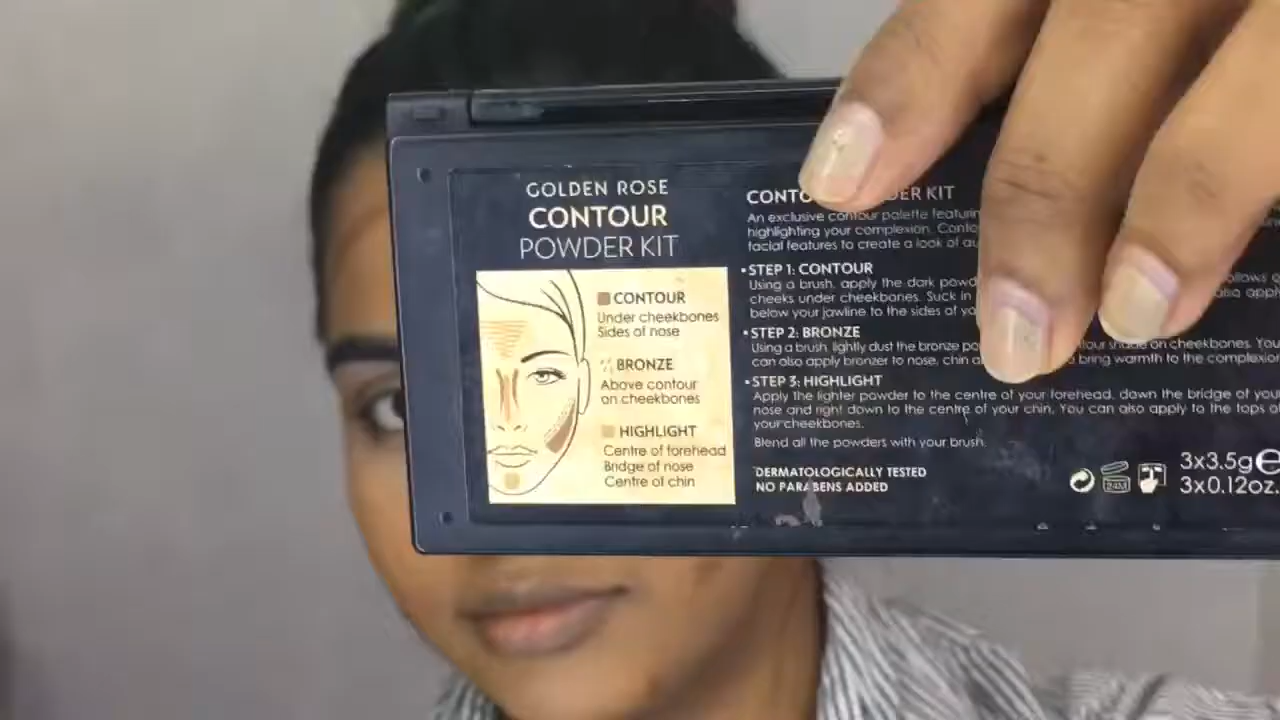 GOLDEN ROSE
CONTOUR
POWDER KIT
CONTOUR
Under cheekbones
Sides of nose
BRONZE
Above contour
on cheekbones
HIGHLIGHT
Centre of forehead
Bridge of nose
Centre of chin
KIT
An exclusive contour palette
highlighting your complexion.
facial features to create a look of
•STEP 1: CONTOUR
Using a brush, apply the dark
cheeks under cheekbones. Suck in
below your jawline to the sides of
•STEP 2: BRONZE
Using a brush, lightly dust the bronze on cheekbones. You
can also apply bronzer to nose, chin bring warmth to the
•STEP 3: HIGHLIGHT
Apply the lighter powder to the centre of your forehead, down the bridge of
nose and right down to the centre of your chin. You can also apply to the tops
your cheekbones.
Blend all the powders with your brush.
DERMATOLOGICALLY TESTED
NO PARABENS ADDED
24M
3x3.5g℮
3x0.12oz.